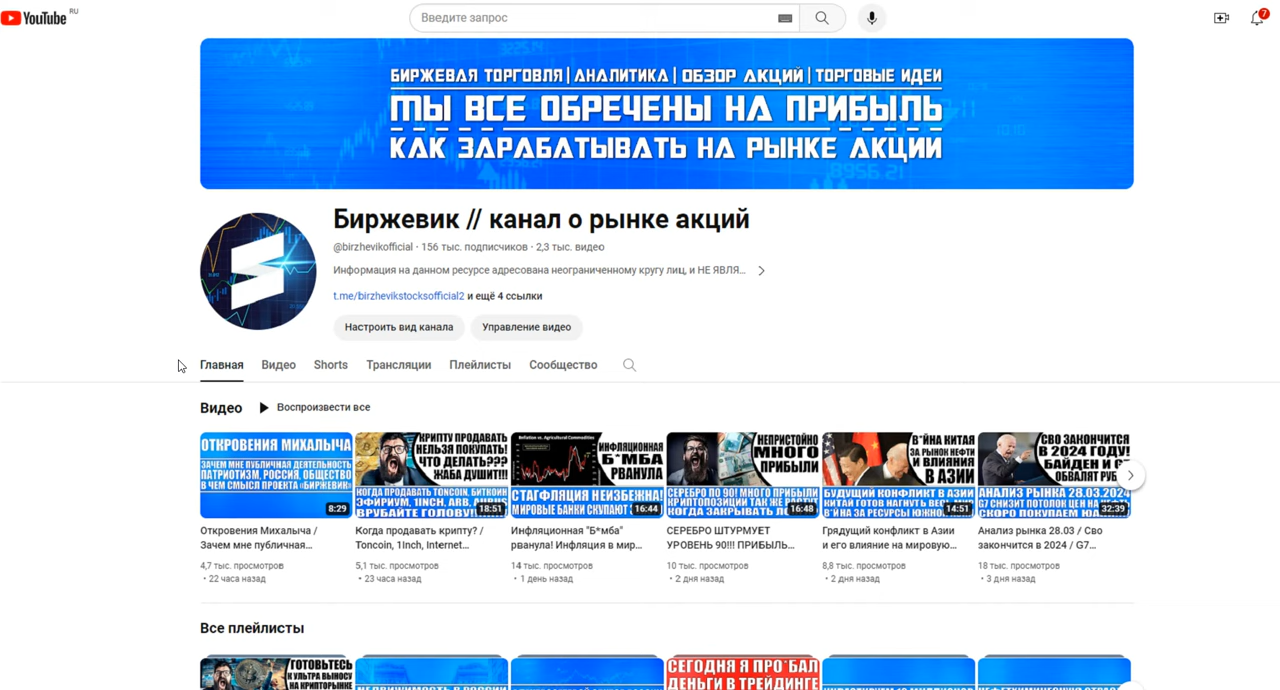 YouTube RU
Введите запрос
7
БИРЖЕВАЯ ТОРГОВЛЯ | АНАЛИТИКА | ОБЗОР АКЦИЙ | ТОРГОВЫЕ ИДЕИ
ТЫ ВСЕ ОБРЕЧЕНЫ НА ПРИБЫЛЬ
КАК ЗАРАБАТЫВАТЬ НА РЫНКЕ АКЦИИ
Биржевик // канал о рынке акций
@birzhevikofficial · 156 тыс. подписчиков · 2,3 тыс. видео
Информация на данном ресурсе адресована неограниченному кругу лиц, и НЕ ЯВЛЯ...
t.me/birzhevikstocksofficial2 и ещё 4 ссылки
Настроить вид канала
Управление видео
Главная Видео Shorts Трансляции Плейлисты Сообщество
Видео
Воспроизвести все
ОТКРОВЕНИЯ МИХАЛЫЧА
ЗАЧЕМ МНЕ ПУБЛИЧНАЯ ДЕЯТЕЛЬНОСТЬ
ПАТРИОТИЗМ, РОССИЯ, ОБЩЕСТВО
В ЧЕМ СМЫСЛ ПРОЕКТА «БИРЖЕВИК»
8:29
Откровения Михалыча /
Зачем мне публичная...
4,7 тыс. просмотров
• 22 часа назад
КРИПТУ ПРОДАВАТЬ
НЕЛЬЗЯ ПОКУПАТЬ!
ЧТО ДЕЛАТЬ???
ЖАБА ДУШИТ!!!
КОГДА ПРОДАВАТЬ TONCOIN, БИТКОИН
ЭФИРИУМ, 1INCH, ARB,
ВРУБАЙТЕ ГОЛОВУ!
18:51
Когда продавать крипту? /
Toncoin, 1Inch, Internet...
5,1 тыс. просмотров
• 23 часа назад
Inflation vs. Agricultural Commodities
ИНФЛЯЦИОННАЯ
Б*МБА
РВАНУЛА
СТАГФЛЯЦИЯ НЕИЗБЕЖНА!
МИРОВЫЕ БАНКИ СКУПАЮТ
16:44
Инфляционная "Б*мба"
рванула! Инфляция в мир...
14 тыс. просмотров
• 1 день назад
НЕПРИСТОЙНО
МНОГО
ПРИБЫЛИ
СЕРЕБРО ПО 90! МНОГО ПРИБЫЛИ
КРИПТОПОЗИЦИИ ТАК ЖЕ
КОГДА ЗАКРЫВАТЬ
16:48
СЕРЕБРО ШТУРМУЕТ
УРОВЕНЬ 90!!! ПРИБЫЛЬ...
10 тыс. просмотров
• 2 дня назад
В*ЙНА КИТАЯ
ЗА РЫНОК НЕФТИ
И ВЛИЯНИЯ
В АЗИИ
БУДУЩИЙ КОНФЛИКТ В АЗИИ
КИТАЙ ГОТОВ НАГНУТЬ ВЕСЬ
В*ЙНА ЗА РЕСУРСЫ
14:51
Грядущий конфликт в Азии
и его влияние на мировую...
8,8 тыс. просмотров
• 2 дня назад
СВО ЗАКОНЧИТСЯ
В 2024 ГОДУ!
БАЙДЕН И
ОБВАЛЯТ
АНАЛИЗ РЫНКА 28.03.2024
G7 СНИЗИТ ПОТОЛОК ЦЕН НА
СКОРО ПОКУПАЕМ
32:39
Анализ рынка 28.03 / Сво
закончится в 2024 / G7...
18 тыс. просмотров
• 3 дня назад
Все плейлисты
ГОТОВЬТЕСЬ
К УЛЬТРА ВЫНОСУ
НА КРИПТОРЫНКЕ
СЕГОДНЯ Я ПРО*БАЛ
ДЕНЬГИ В ТРЕЙДИНГЕ